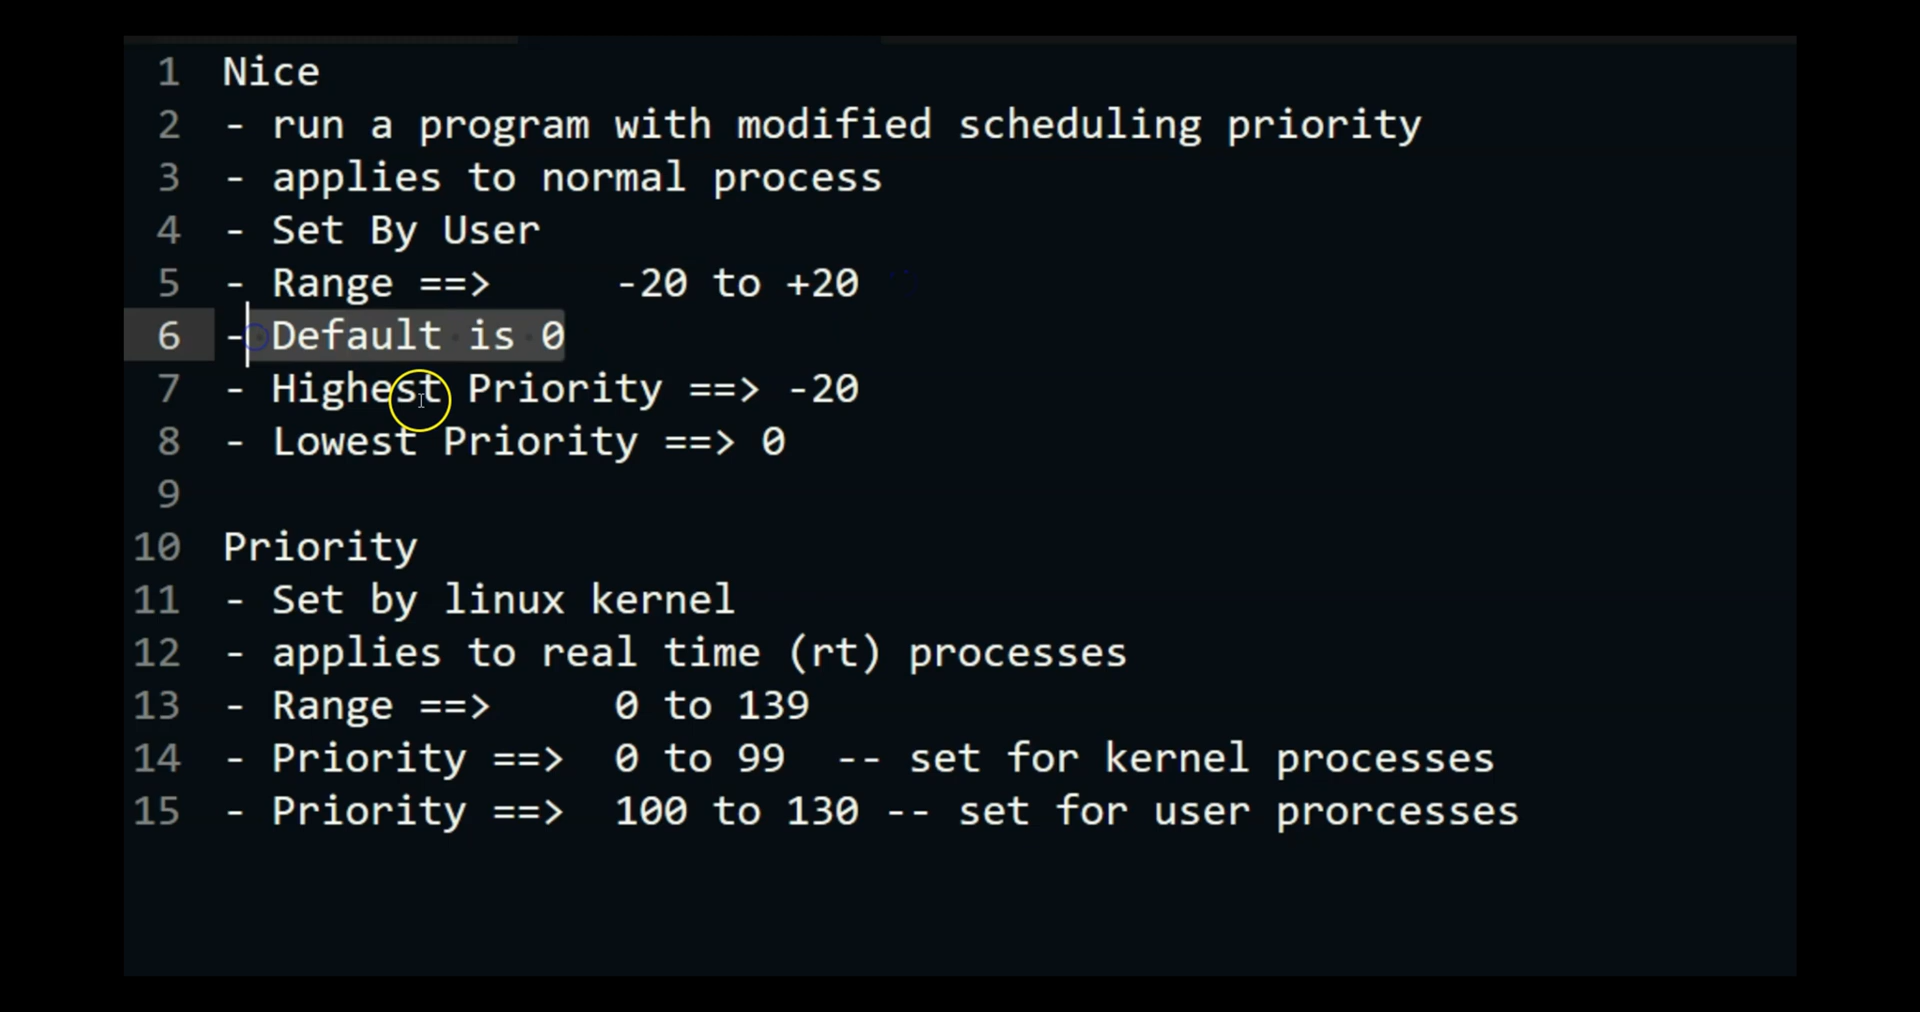 1 Nice
2 - run a program with modified scheduling priority
3 - applies to normal process
4 - Set By User
5 - Range ==> -20 to +20
6 - Default is 0
7 - Highest Priority ==> -20
8 - Lowest Priority ==> 0
9
10 Priority
11 - Set by linux kernel
12 - applies to real time (rt) processes
13 - Range ==> 0 to 139
14 - Priority ==> 0 to 99 -- set for kernel processes
15 - Priority ==> 100 to 130 -- set for user prorcesses